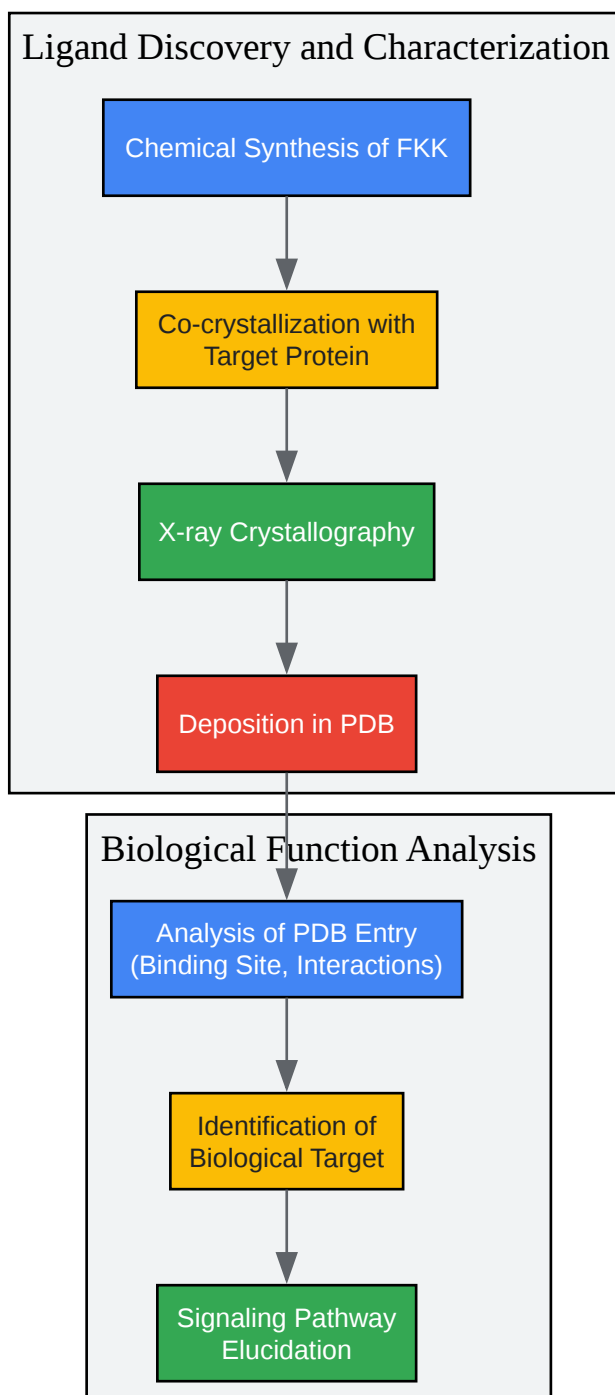 Ligand Discovery and Characterization
Chemical Synthesis of FKK
Co-crystallization with
Target Protein
X-ray Crystallography
Deposition in PDB
Biological Function Analysis
Analysis of PDB Entry
(Binding Site, Interactions)
Identification of
Biological Target
Signaling Pathway
Elucidation